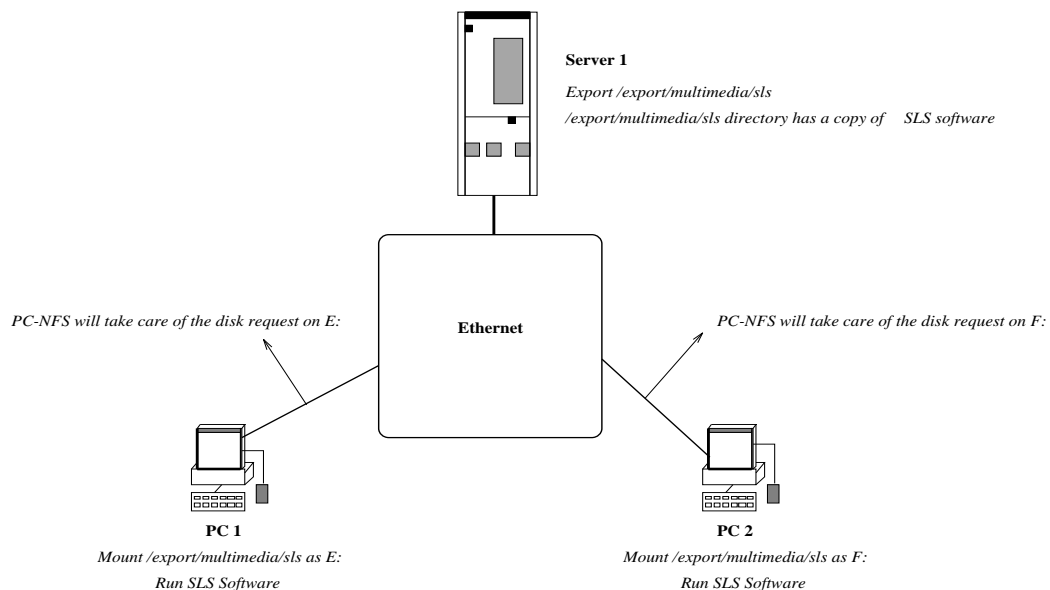 Server 1
Export /export/multimedia/sls
/export/multimedia/sls directory has a copy of SLS software
PC-NFS will take care of the disk request on E:
Ethernet
PC-NFS will take care of the disk request on F:
PC 1
Mount /export/multimedia/sls as E:
Run SLS Software
PC 2
Mount /export/multimedia/sls as F:
Run SLS Software